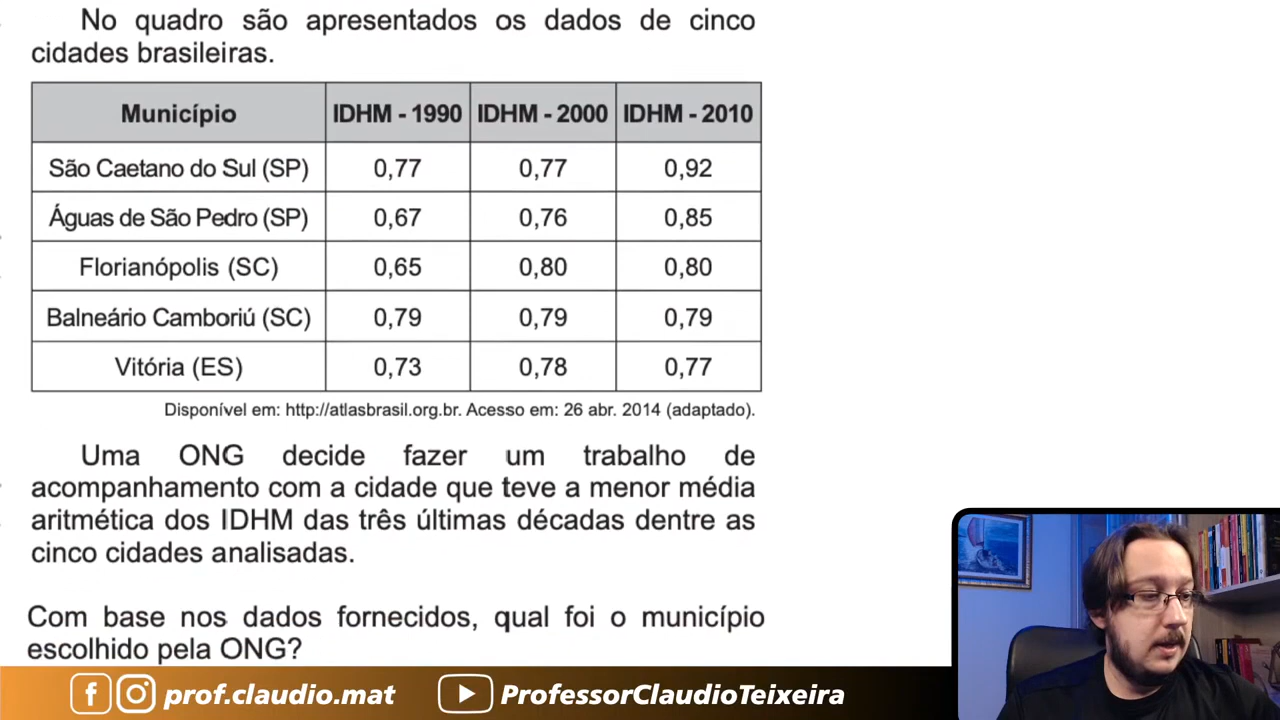 No quadro são apresentados os dados de cinco
cidades brasileiras.
Município IDHM - 1990 IDHM - 2000 IDHM - 2010
São Caetano do Sul (SP) 0,77 0,77 0,92
Águas de São Pedro (SP) 0,67 0,76 0,85
Florianópolis (SC) 0,65 0,80 0,80
Balneário Camboriú (SC) 0,79 0,79 0,79
Vitória (ES) 0,73 0,78 0,77
Disponível em: http://atlasbrasil.org.br. Acesso em: 26 abr. 2014 (adaptado).
Uma ONG decide fazer um trabalho de
acompanhamento com a cidade que teve a menor média
aritmética dos IDHM das três últimas décadas dentre as
cinco cidades analisadas.
Com base nos dados fornecidos, qual foi o município
escolhido pela ONG?
prof.claudio.mat ProfessorClaudioTeixeira